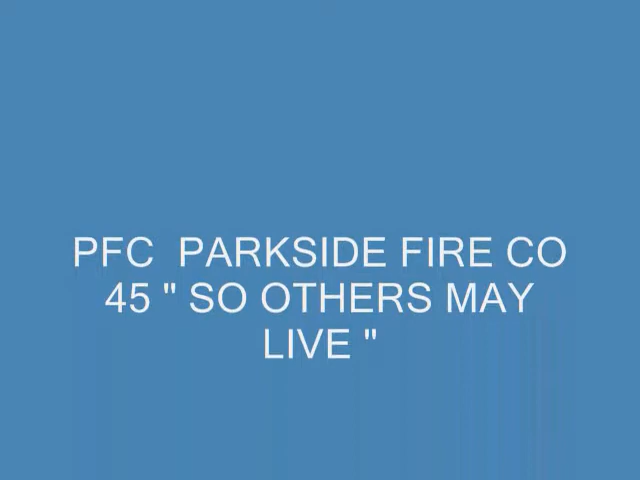 PFC  PARKSIDE FIRE CO
45 " SO OTHERS MAY
LIVE "